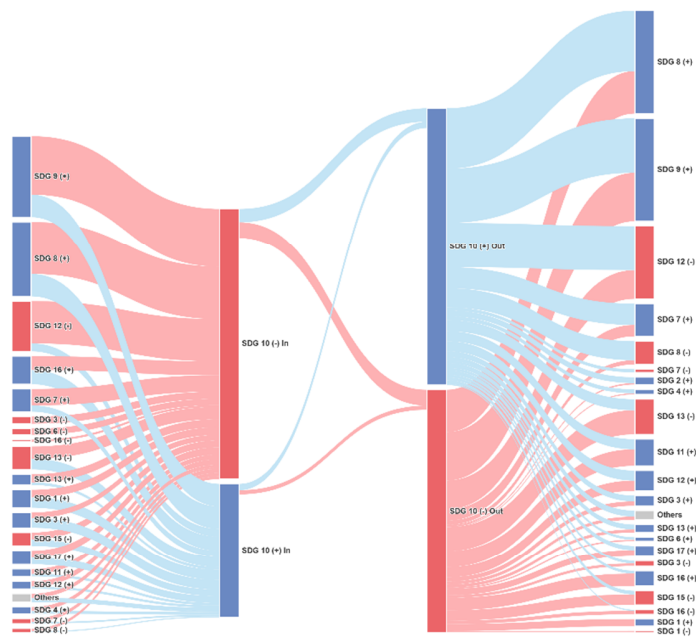 SDG 9 (+)
SDG 8 (+)
SDG 12 (-)
SDG 16 (+)
SDG 7 (+)
SDG 3 (-)
SDG 6 (-)
SDG 16 (-)
SDG 13 (-)
SDG 13 (+)
SDG 1 (+)
SDG 3 (+)
SDG 15 (-)
SDG 17 (+)
SDG 11 (+)
SDG 12 (+)
Others
SDG 4 (+)
SDG 7 (-)
SDG 8 (-)
SDG 10 (-) In
SDG 10 (+) In
SDG 10 (+) Out
SDG 10 (-) Out
SDG 8 (+)
SDG 9 (+)
SDG 12 (-)
SDG 7 (+)
SDG 8 (-)
SDG 7 (-)
SDG 2 (+)
SDG 4 (+)
SDG 13 (-)
SDG 11 (+)
SDG 12 (+)
SDG 3 (+)
Others
SDG 13 (+)
SDG 6 (+)
SDG 17 (+)
SDG 3 (-)
SDG 16 (+)
SDG 15 (-)
SDG 16 (-)
SDG 1 (+)
SDG 1 (-)